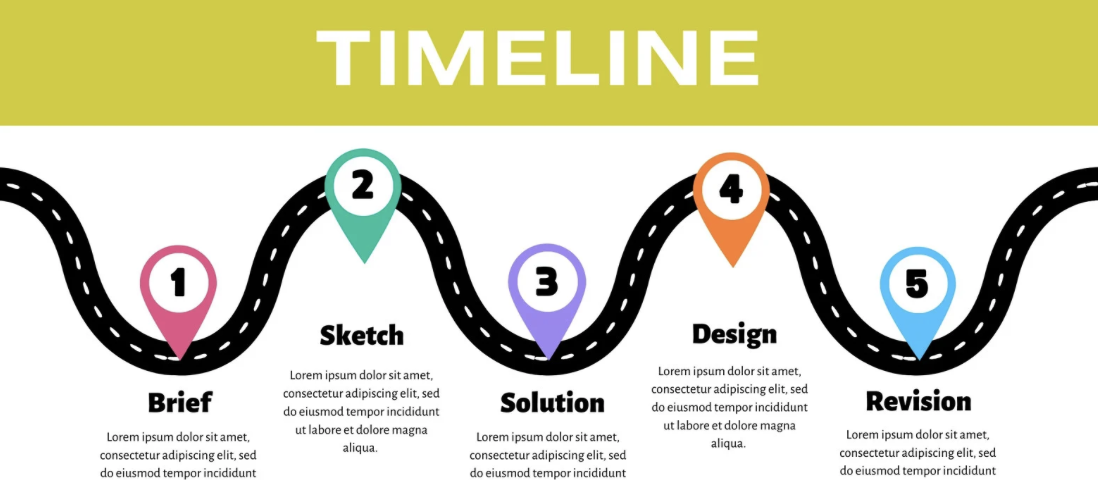 TIMELINE
1
Brief
Lorem ipsum dolor sit amet,
consectetur adipiscing elit, sed
do eiusmod tempor incididunt
2
Sketch
Lorem ipsum dolor sit amet,
consectetur adipiscing elit, sed
do eiusmod tempor incididunt
ut labore et dolore magna
aliqua.
3
Solution
Lorem ipsum dolor sit amet,
consectetur adipiscing elit, sed
do eiusmod tempor incididunt
4
Design
Lorem ipsum dolor sit amet,
consectetur adipiscing elit, sed
do eiusmod tempor incididunt
ut labore et dolore magna
aliqua.
5
Revision
Lorem ipsum dolor sit amet,
consectetur adipiscing elit, sed
do eiusmod tempor incididunt